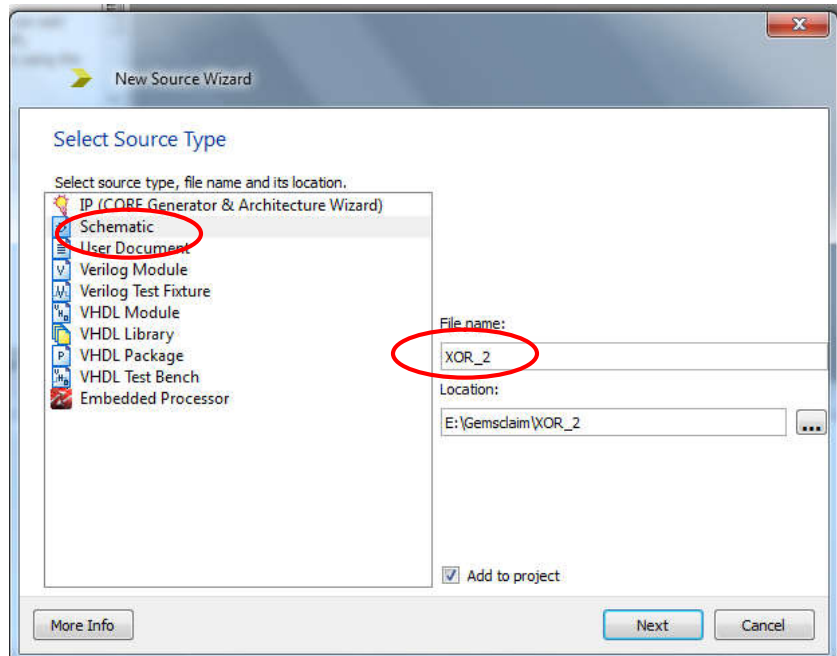 New Source Wizard
Select Source Type
Select source type, file name and its location.
IP (CORE Generator & Architecture Wizard)
Schematic
User Document
Verilog Module
Verilog Test Fixture
VHDL Module
VHDL Library
VHDL Package
VHDL Test Bench
Embedded Processor
File name:
XOR_2
Location:
E:\Gemsclaim\XOR_2
...
Add to project
More Info
Next
Cancel